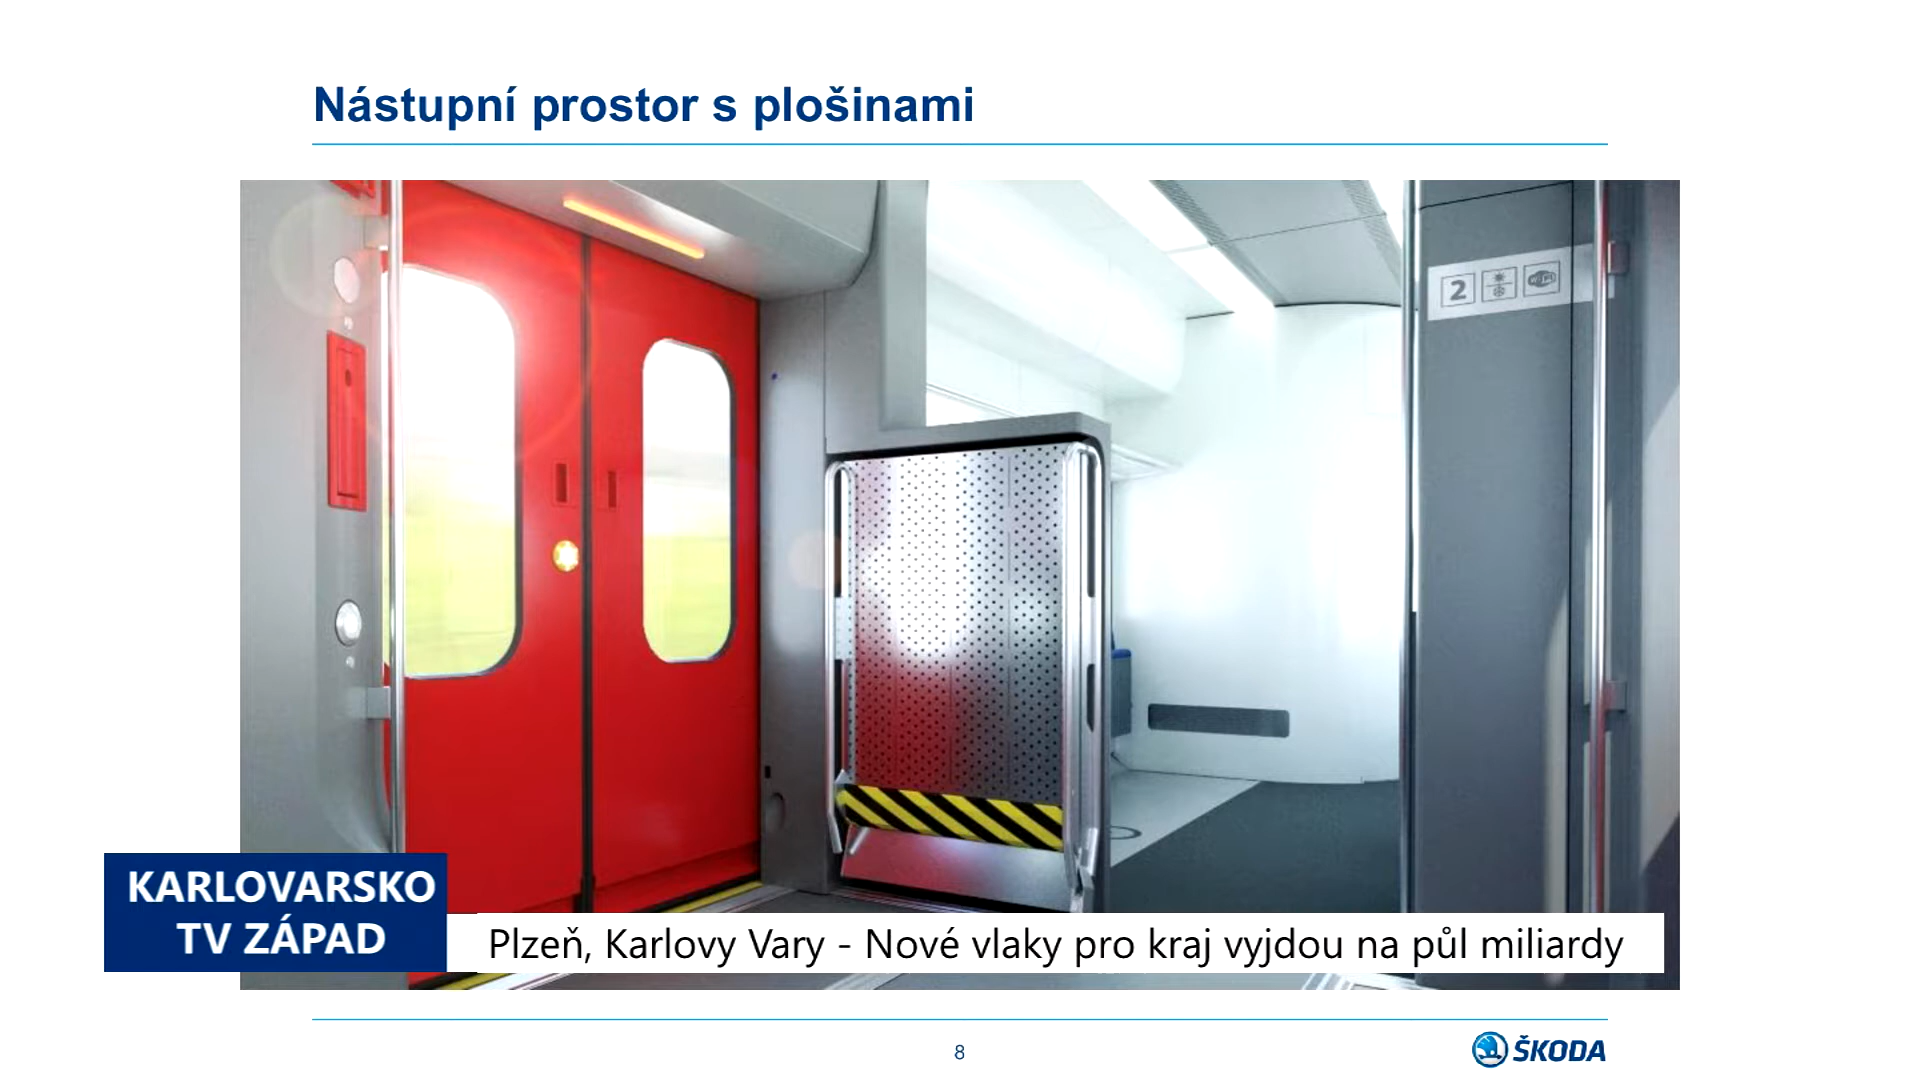 Nástupní prostor s plošinami
2
WiFi
KARLOVARSKO
TV ZÁPAD
Plzeň, Karlovy Vary - Nové vlaky pro kraj vyjdou na půl miliardy
8
ŠKODA